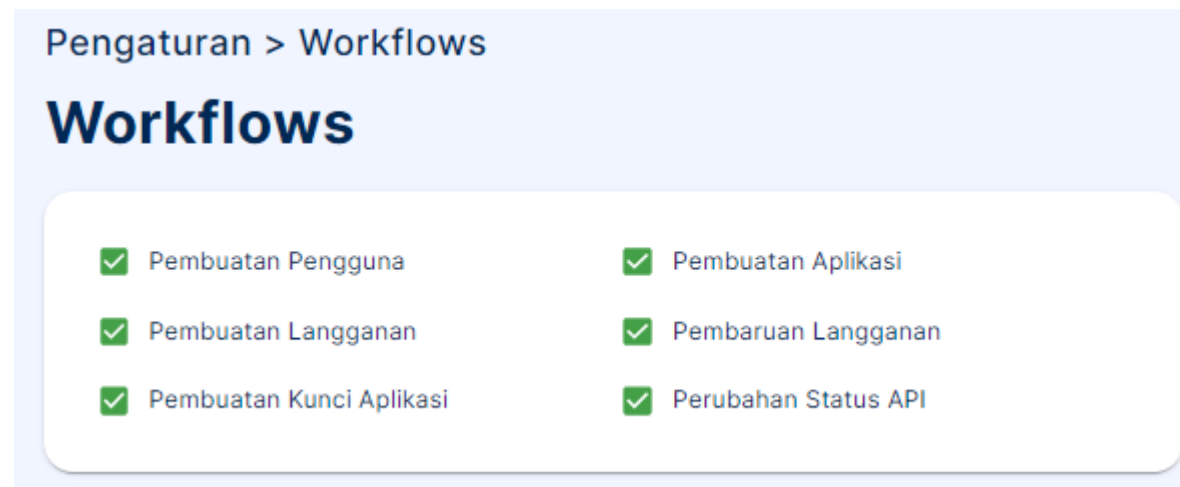 Pengaturan > Workflows
Workflows
Pembuatan Pengguna
Pembuatan Aplikasi
Pembuatan Langganan
Pembaruan Langganan
Pembuatan Kunci Aplikasi
Perubahan Status API